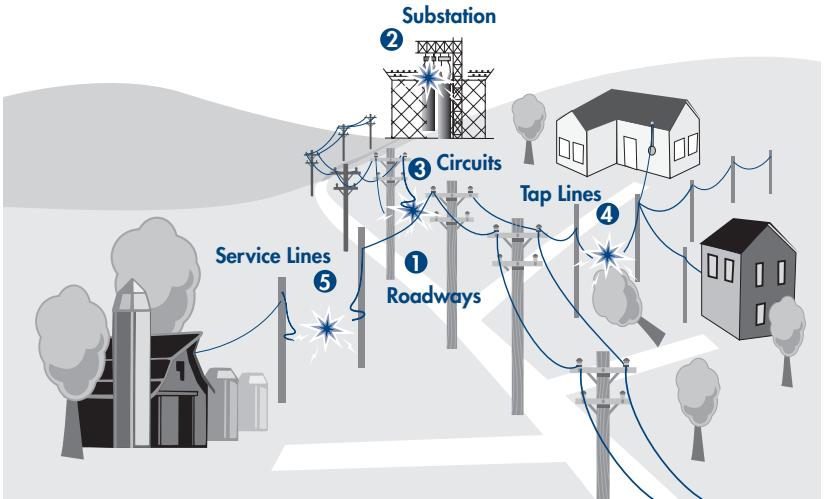 Substation
2
3 Circuits
Tap Lines
4
Service Lines
5
1
Roadways